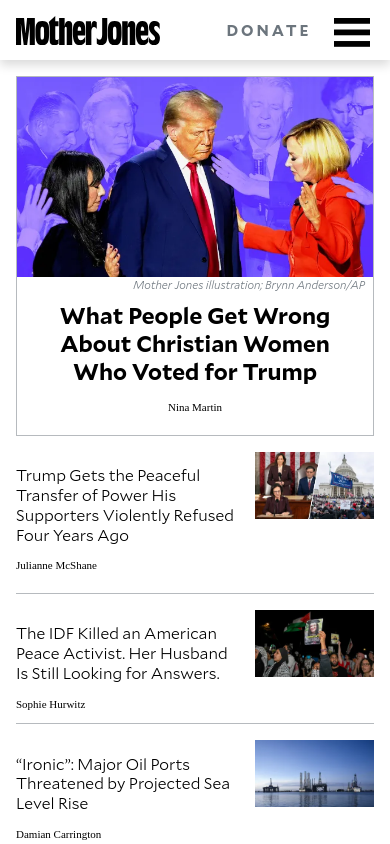 Mother Jones
DONATE
Mother Jones illustration; Brynn Anderson/AP
What People Get Wrong
About Christian Women
Who Voted for Trump
Nina Martin
Trump Gets the Peaceful
Transfer of Power His
Supporters Violently Refused
Four Years Ago
Julianne McShane
The IDF Killed an American
Peace Activist. Her Husband
Is Still Looking for Answers.
Sophie Hurwitz
“Ironic”: Major Oil Ports
Threatened by Projected Sea
Level Rise
Damian Carrington